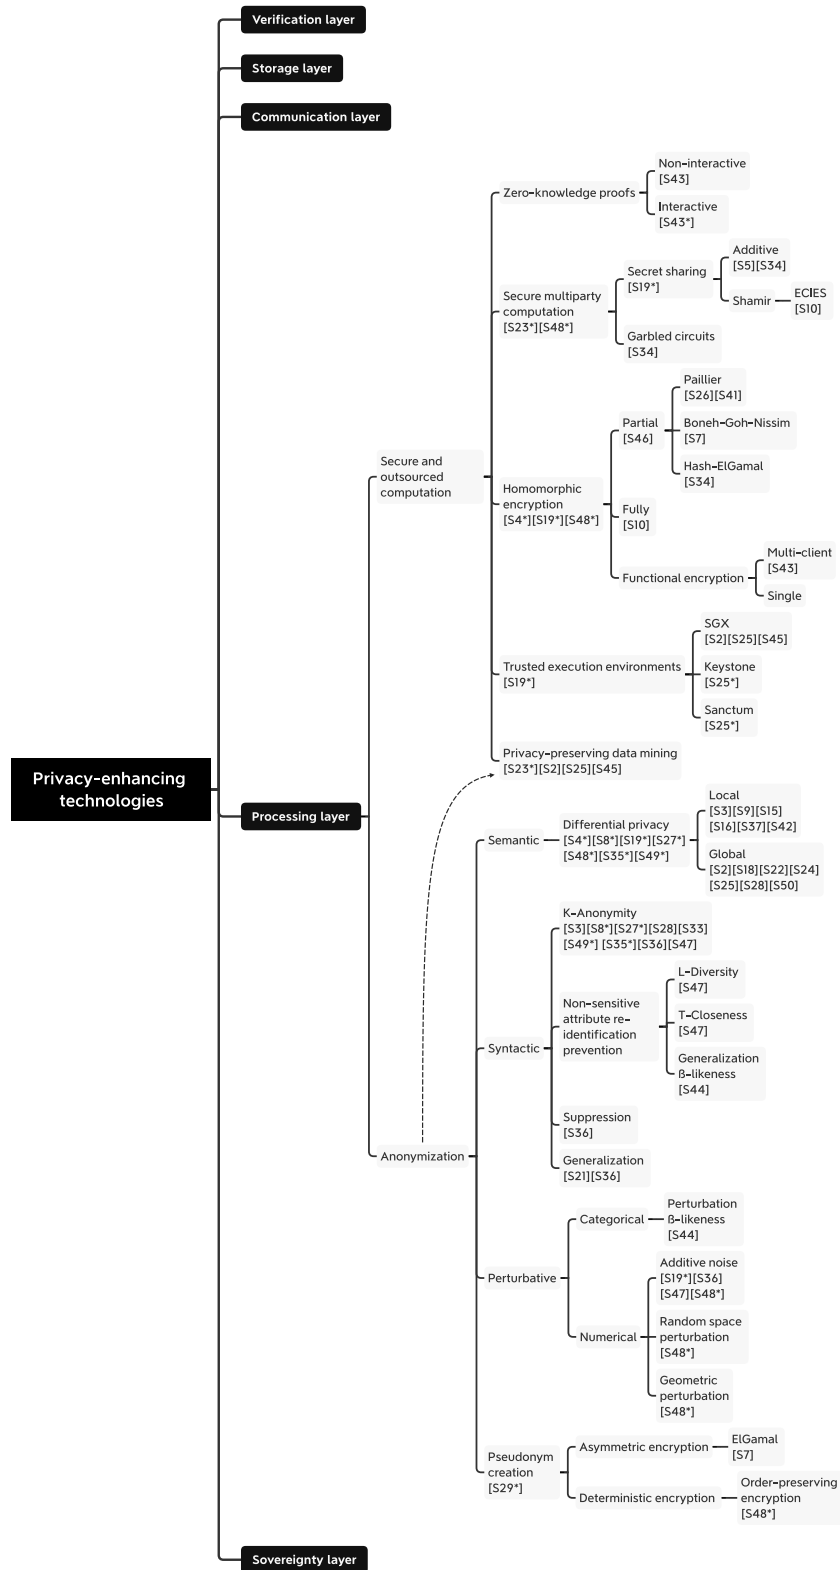 Verification layer
Storage layer
Communication layer
Non-interactive
[S43]
Zero-knowledge proofs
Interactive
[S43*]
Additive
[S5][S34]
Secret sharing
[S19*]
Shamir
ECIES
[S10]
Secure multiparty
computation
[S23*][S48*]
Garbled circuits
[S34]
Paillier
[S26][S41]
Partial
[S46]
Boneh-Goh-Nissim
[S7]
Hash-ElGamal
[S34]
Secure and
outsourced
computation
Homomorphic
encryption
[S4*][S19*][S48*]
Fully
[S10]
Multi-client
[S43]
Functional encryption
Single
SGX
[S2][S25][S45]
Trusted execution environments
[S19*]
Keystone
[S25*]
Sanctum
[S25*]
Privacy-preserving data mining
[S23*][S2][S25][S45]
Privacy-enhancing
technologies
Processing layer
Local
[S3][S9][S15]
[S16][S37][S42]
Semantic
Differential privacy
[S4*][S8*][S19*][S27*]
[S48*][S35*][S49*]
Global
[S2][S18][S22][S24]
[S25][S28][S50]
K-Anonymity
[S3][S8*][S27*][S28][S33]
[S49*] [S35*][S36][S47]
L-Diversity
[S47]
Non-sensitive
attribute re-
identification
prevention
T-Closeness
[S47]
Syntactic
Generalization
ß-likeness
[S44]
Suppression
[S36]
Anonymization
Generalization
[S21][S36]
Categorical
Perturbation
ß-likeness
[S44]
Additive noise
[S19*][S36]
[S47][S48*]
Perturbative
Numerical
Random space
perturbation
[S48*]
Geometric
perturbation
[S48*]
Pseudonym
creation
[S29*]
Asymmetric encryption
ElGamal
[S7]
Deterministic encryption
Order-preserving
encryption
[S48*]
Sovereignty layer